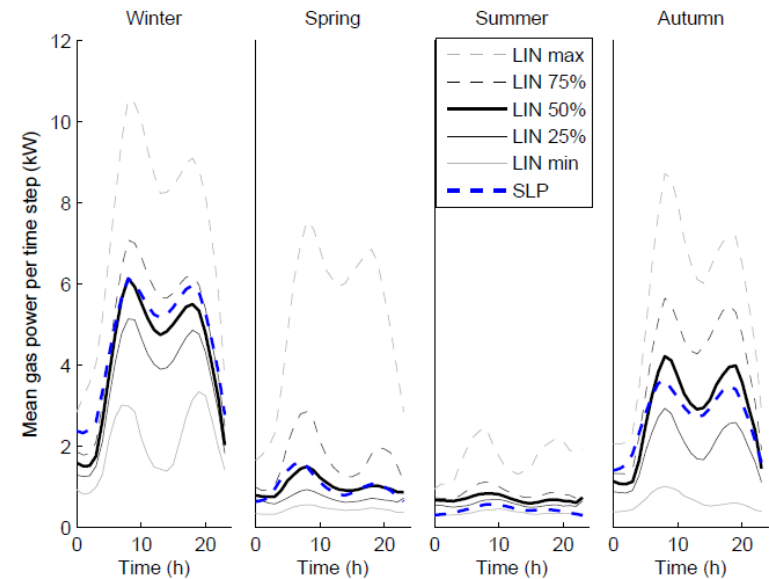 Winter Spring Summer Autumn
12
10
8
6
4
2
0
Mean gas power per time step (kW)
LIN max
LIN 75%
LIN 50%
LIN 25%
LIN min
SLP
0 10 20 0 10 20 0 10 20 0 10 20
Time (h) Time (h) Time (h) Time (h)